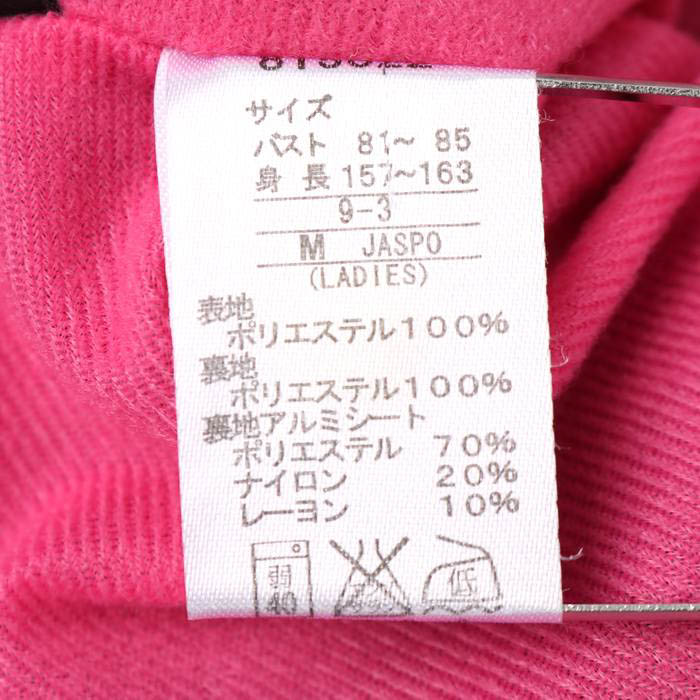 サイズ
バスト 81～ 85
身長 157～163
9-3
M JASPO
(LADIES)
表地
ポリエステル100%
裏地
ポリエステル100%
裏地アルミシート
ポリエステル 70%
ナイロン 20%
レーヨン 10%
弱 低
40